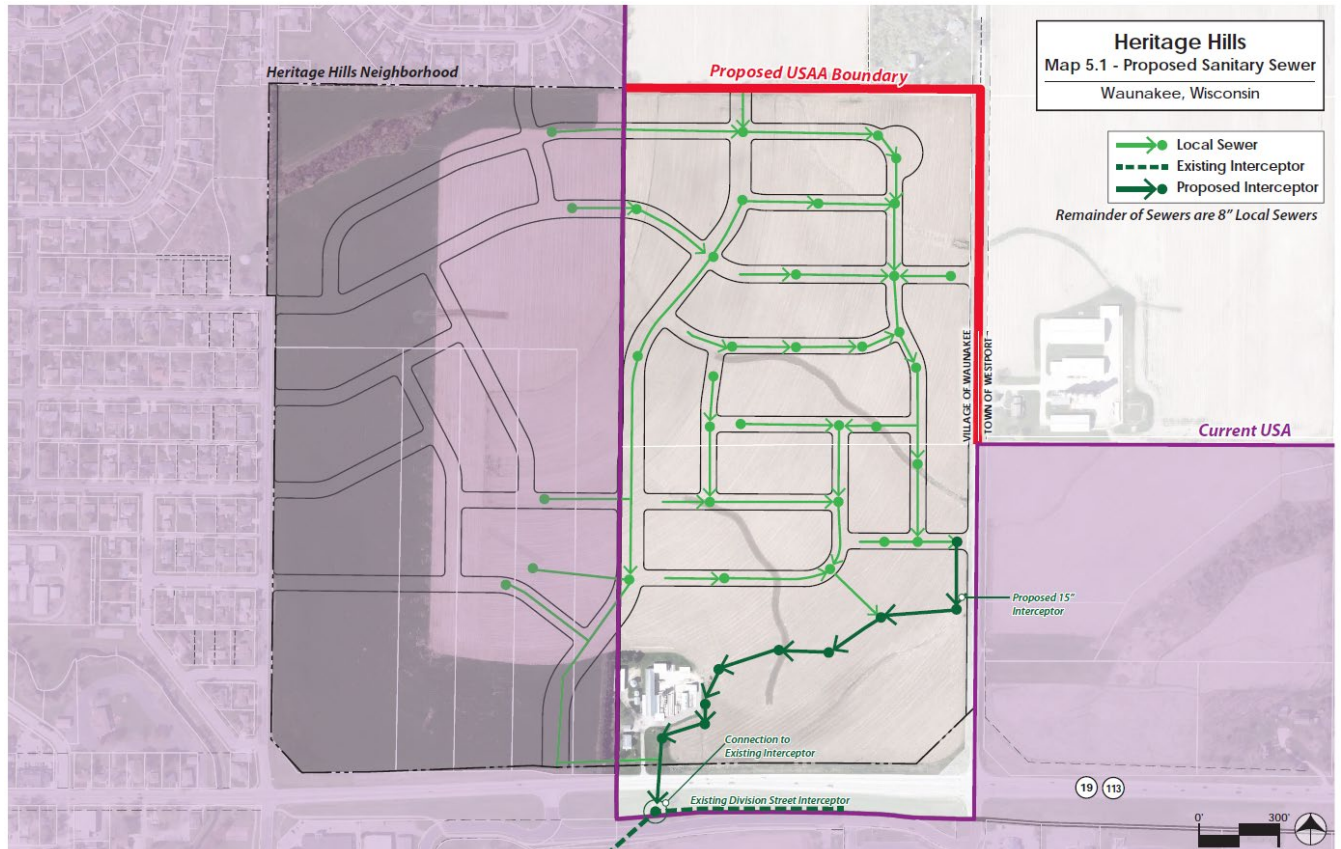 Heritage Hills
Map 5.1 - Proposed Sanitary Sewer
Waunakee, Wisconsin
Heritage Hills Neighborhood
Proposed USAA Boundary
Local Sewer
Existing Interceptor
Proposed Interceptor
Remainder of Sewers are 8" Local Sewers
VILLAGE OF WAUNAKEE
TOWN OF WESTPORT
Current USA
Proposed 15"
Interceptor
Connection to
Existing Interceptor
Existing Division Street Interceptor
19 113
0' 300'